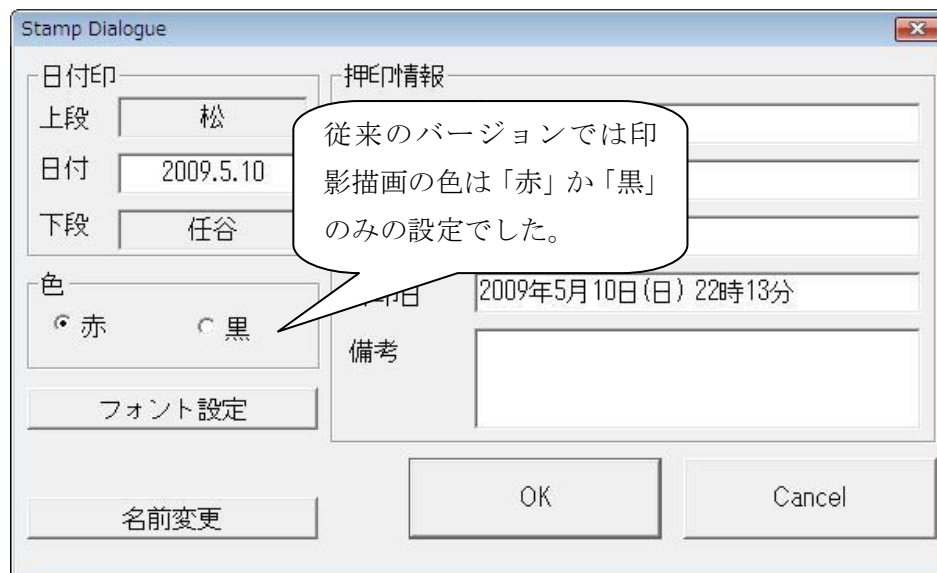 Stamp Dialogue
日付印
上段
松
日付
2009.5.10
下段
任谷
色
赤
黒
フォント設定
名前変更
押印情報
従来のバージョンでは印
影描画の色は「赤」か「黒」
のみの設定でした。
2009年5月10日(日) 22時13分
備考
OK
Cancel